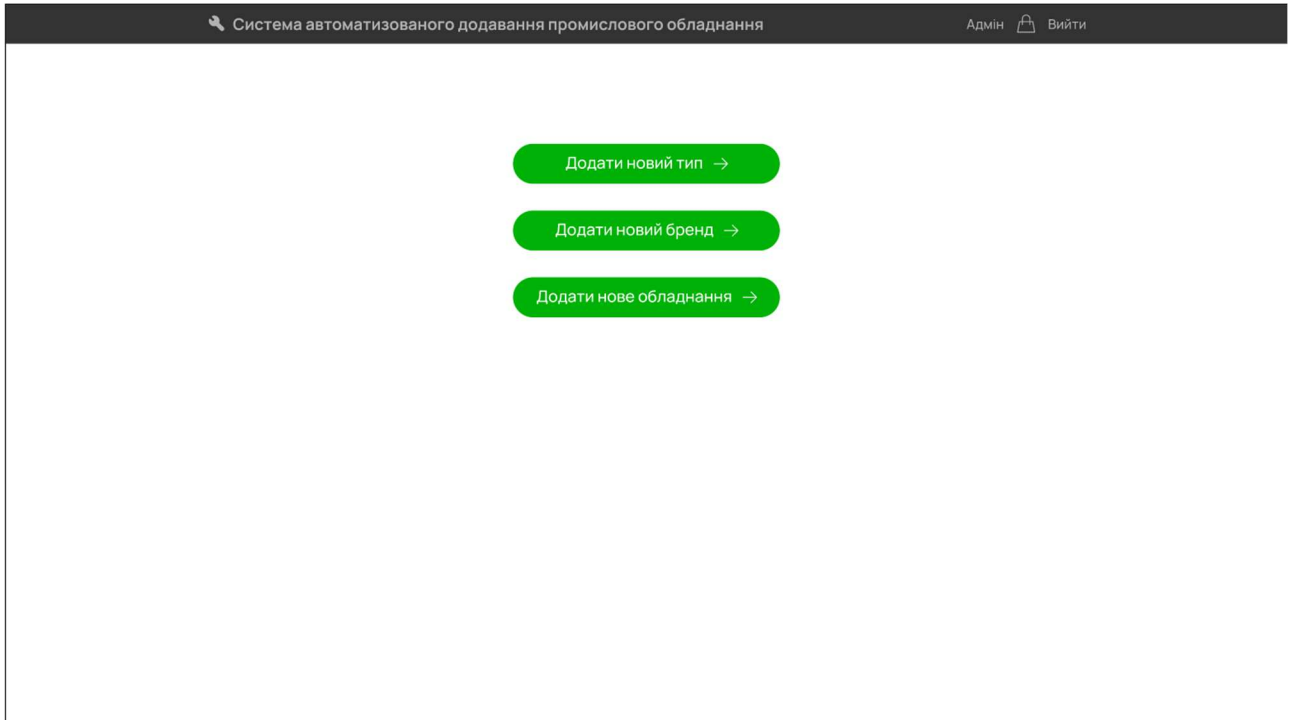 Система автоматизованого додавання промислового обладнання
Адмін
Вийти
Додати новий тип →
Додати новий бренд →
Додати нове обладнання →